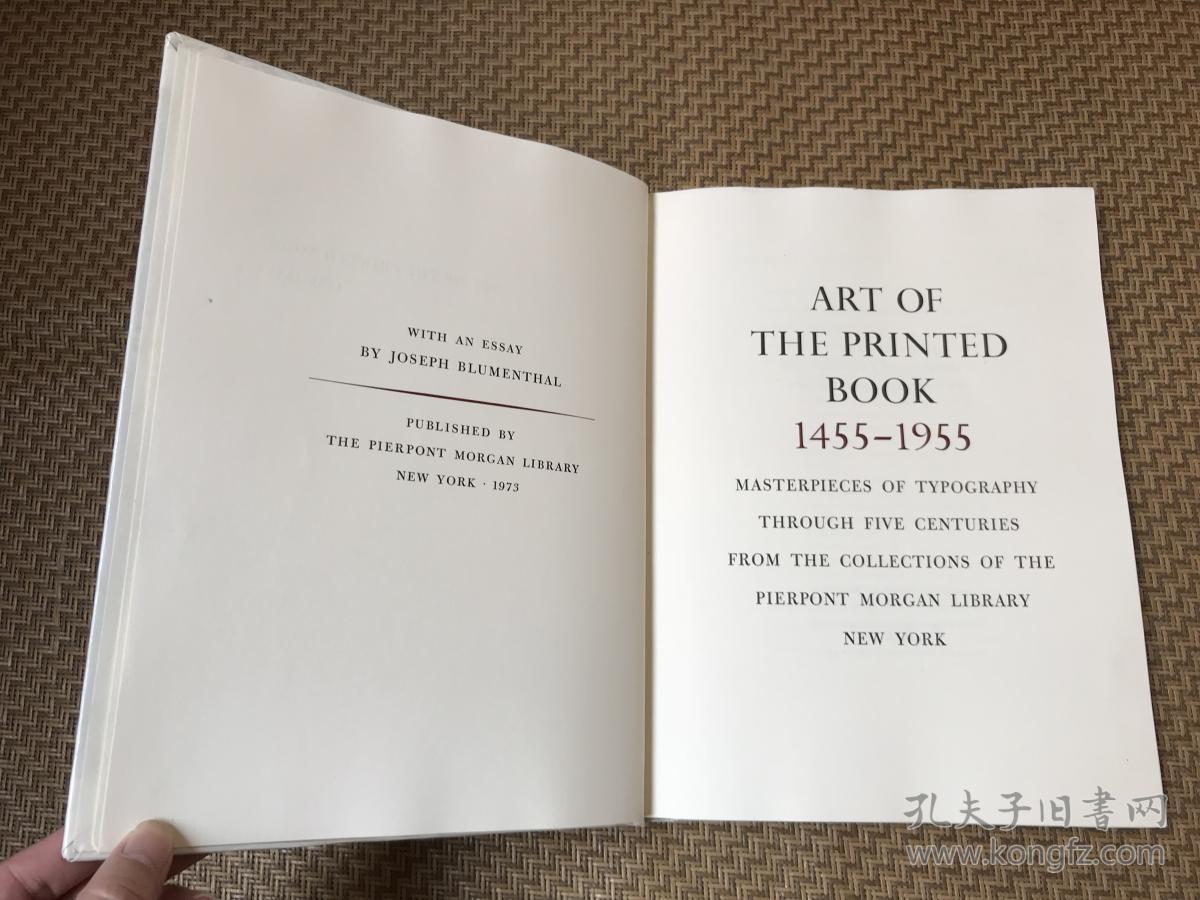 WITH AN ESSAY
BY JOSEPH BLUMENTHAL
PUBLISHED BY
THE PIERPONT MORGAN LIBRARY
NEW YORK · 1973
ART OF
THE PRINTED
BOOK
1455–1955
MASTERPIECES OF TYPOGRAPHY
THROUGH FIVE CENTURIES
FROM THE COLLECTIONS OF THE
PIERPONT MORGAN LIBRARY
NEW YORK
孔夫子旧書网
www.kongfz.com